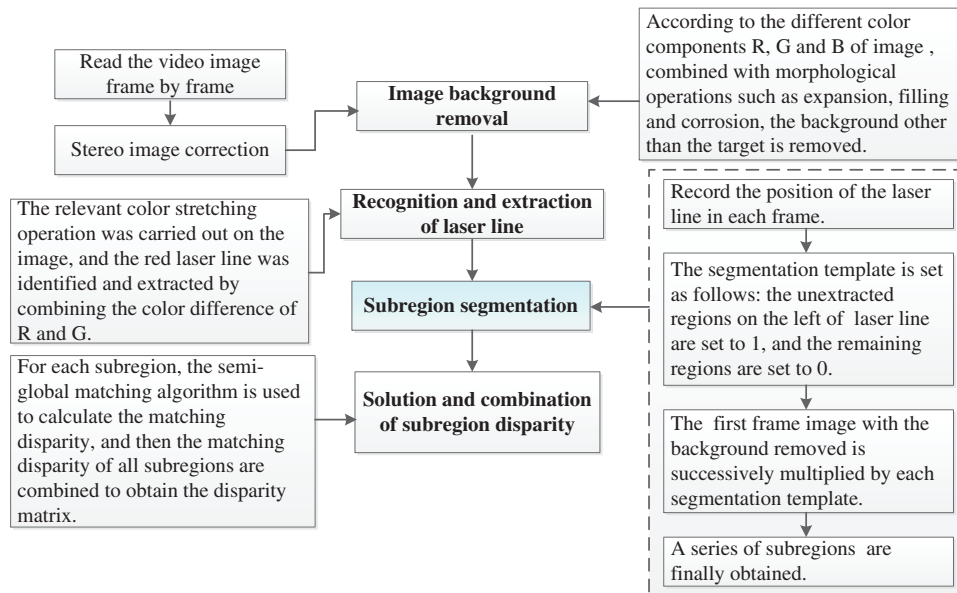 Read the video image
frame by frame
Stereo image correction
Image background
removal
According to the different color
components R, G and B of image ,
combined with morphological
operations such as expansion, filling
and corrosion, the background other
than the target is removed.
Recognition and extraction
of laser line
The relevant color stretching
operation was carried out on the
image, and the red laser line was
identified and extracted by
combining the color difference of
R and G.
Subregion segmentation
Record the position of the laser
line in each frame.
The segmentation template is set
as follows: the unextracted
regions on the left of laser line
are set to 1, and the remaining
regions are set to 0.
The first frame image with the
background removed is
successively multiplied by each
segmentation template.
A series of subregions are
finally obtained.
For each subregion, the semi-
global matching algorithm is used
to calculate the matching
disparity, and then the matching
disparity of all subregions are
combined to obtain the disparity
matrix.
Solution and combination
of subregion disparity